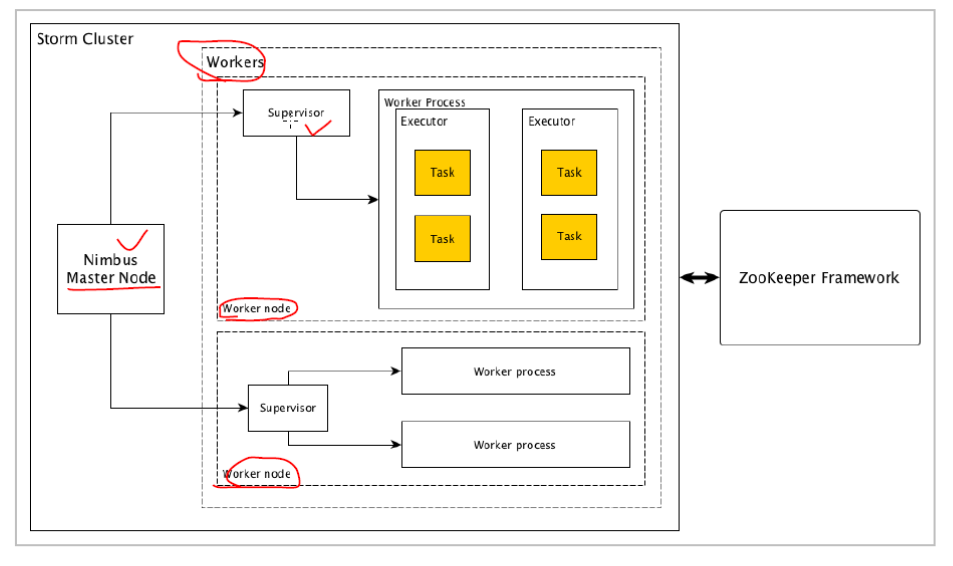 Storm Cluster
Workers
Supervisor
Worker Process
Executor
Executor
Task
Task
Task
Task
Worker node
Nimbus
Master Node
ZooKeeper Framework
Supervisor
Worker process
Worker process
Worker node